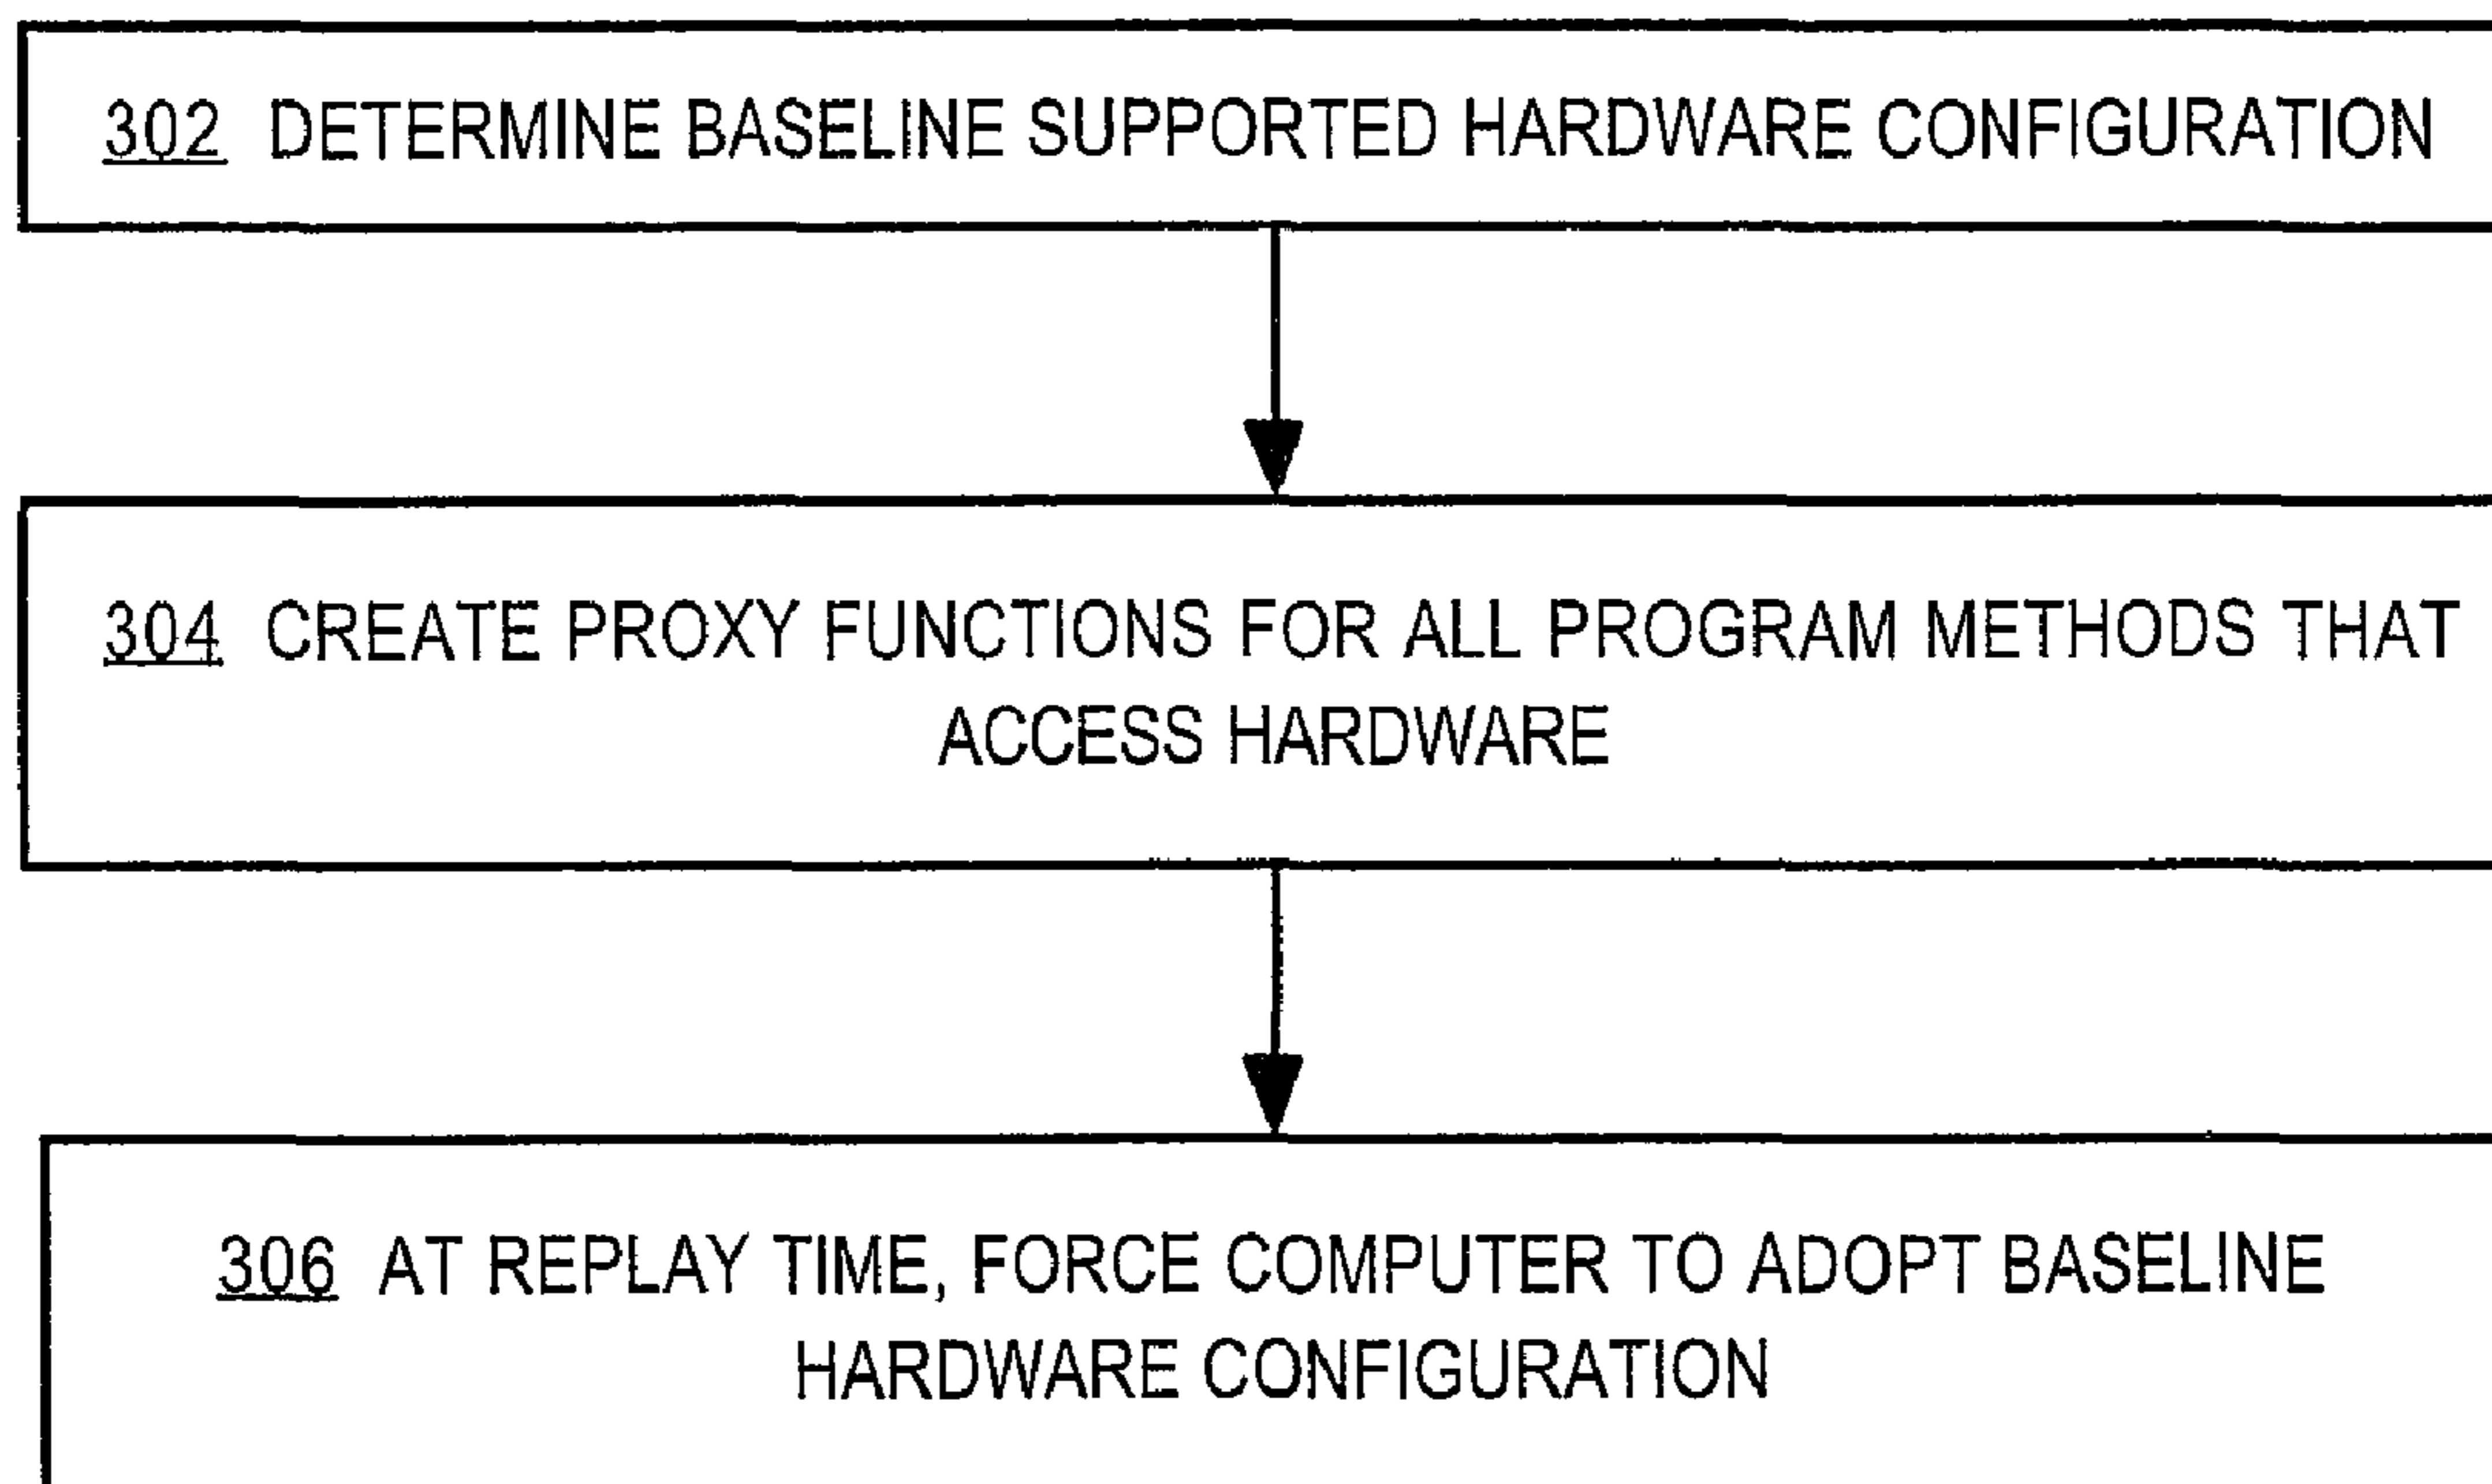 302 DETERMINE BASELINE SUPPORTED HARDWARE CONFIGURATION
304 CREATE PROXY FUNCTIONS FOR ALL PROGRAM METHODS THAT
ACCESS HARDWARE
306 AT REPLAY TIME, FORCE COMPUTER TO ADOPT BASELINE
HARDWARE CONFIGURATION